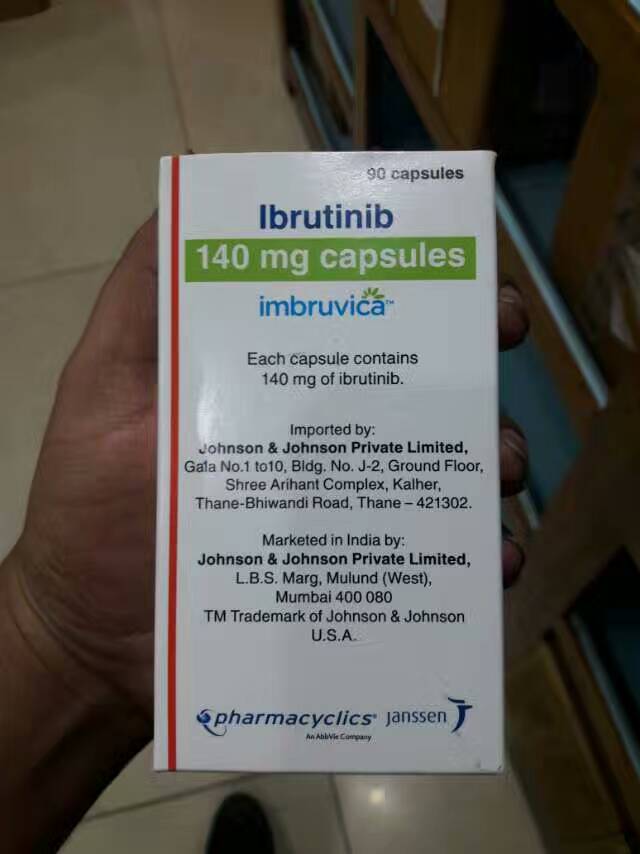 90 capsules
Ibrutinib
140 mg capsules
imbruvica™
Each capsule contains
140 mg of ibrutinib.
Imported by:
Johnson & Johnson Private Limited,
Gala No.1 to10, Bldg. No. J-2, Ground Floor,
Shree Arihant Complex, Kalher,
Thane-Bhiwandi Road, Thane – 421302.
Marketed in India by:
Johnson & Johnson Private Limited,
L.B.S. Marg, Mulund (West),
Mumbai 400 080
TM Trademark of Johnson & Johnson
U.S.A.
pharmacyclics® janssen
An AbbVie Company